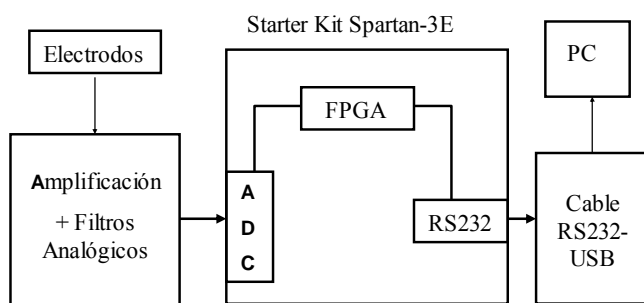 Starter Kit Spartan-3E
Electrodos
Amplificación
+ Filtros
Analógicos
A
D
C
FPGA
RS232
PC
Cable
RS232-
USB